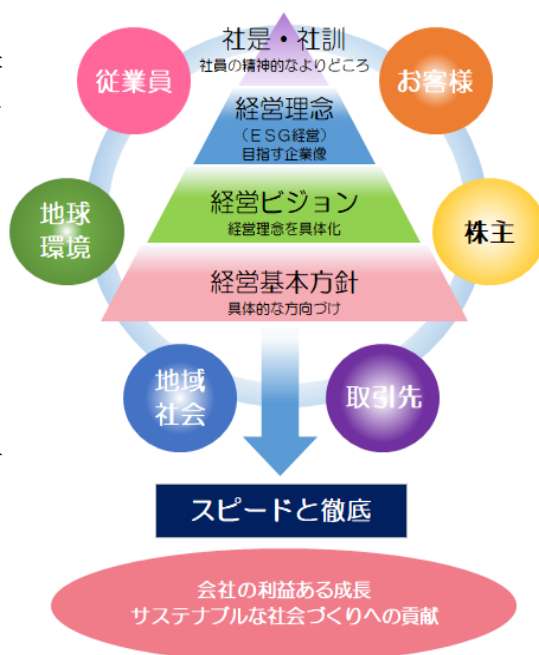 社是・社訓
社員の精神的なよりどころ
従業員
お客様
経営理念
（ＥＳＧ経営）
目指す企業像
地球
環境
経営ビジョン
経営理念を具体化
株主
経営基本方針
具体的な方向づけ
地域
社会
取引先
スピードと徹底
会社の利益ある成長
サステナブルな社会づくりへの貢献